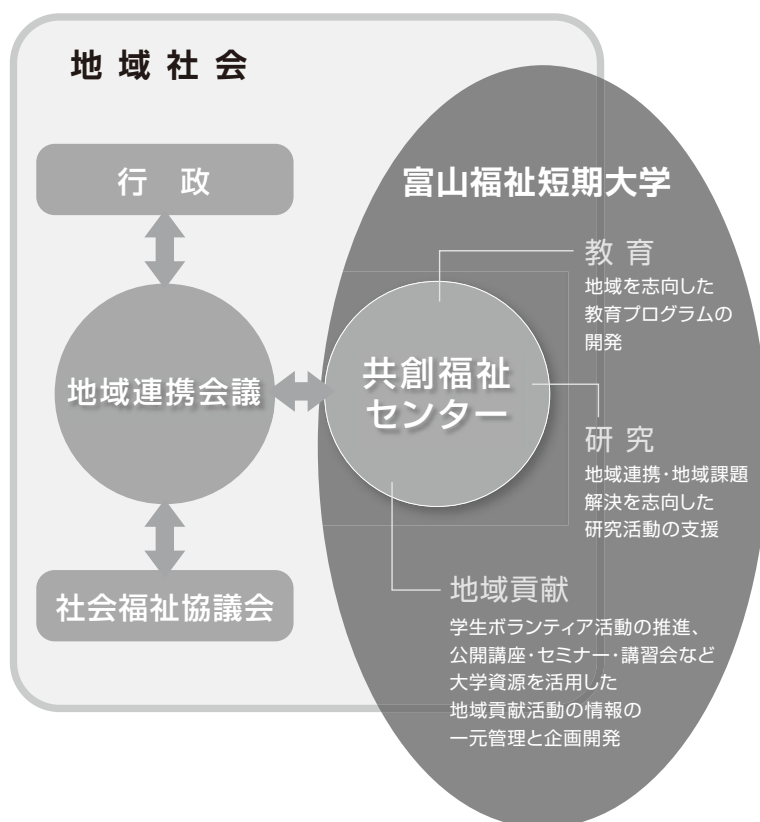 地域社会
行 政
富山福祉短期大学
教 育
地域を志向した
教育プログラムの
開発
地域連携会議
共創福祉
センター
研 究
地域連携・地域課題
解決を志向した
研究活動の支援
社会福祉協議会
地域貢献
学生ボランティア活動の推進、
公開講座・セミナー・講習会など
大学資源を活用した
地域貢献活動の情報の
一元管理と企画開発